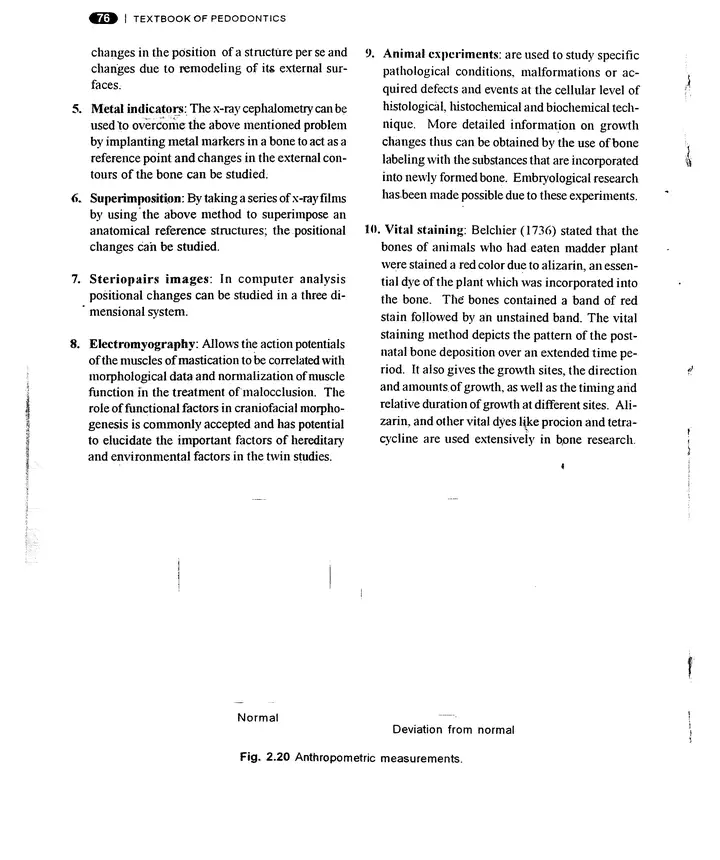 76 | TEXTBOOK OF PEDODONTICS
changes in the position of a structure per se and
changes due to remodeling of its external sur-
faces.
5. Metal indicators: The x-ray cephalometry can be
used to overcome the above mentioned problem
by implanting metal markers in a bone to act as a
reference point and changes in the external con-
tours of the bone can be studied.
6. Superimposition: By taking a series of x-ray films
by using the above method to superimpose an
anatomical reference structures; the positional
changes can be studied.
7. Steriopairs images: In computer analysis
positional changes can be studied in a three di-
mensional system.
8. Electromyography: Allows the action potentials
of the muscles of mastication to be correlated with
morphological data and normalization of muscle
function in the treatment of malocclusion. The
role of functional factors in craniofacial morpho-
genesis is commonly accepted and has potential
to elucidate the important factors of hereditary
and environmental factors in the twin studies.
9. Animal experiments: are used to study specific
pathological conditions, malformations or ac-
quired defects and events at the cellular level of
histological, histochemical and biochemical tech-
nique. More detailed information on growth
changes thus can be obtained by the use of bone
labeling with the substances that are incorporated
into newly formed bone. Embryological research
has been made possible due to these experiments.
10. Vital staining: Belchier (1736) stated that the
bones of animals who had eaten madder plant
were stained a red color due to alizarin, an essen-
tial dye of the plant which was incorporated into
the bone. The bones contained a band of red
stain followed by an unstained band. The vital
staining method depicts the pattern of the post-
natal bone deposition over an extended time pe-
riod. It also gives the growth sites, the direction
and amounts of growth, as well as the timing and
relative duration of growth at different sites. Ali-
zarin, and other vital dyes like procion and tetra-
cycline are used extensively in bone research.
Normal
Deviation from normal
Fig. 2.20 Anthropometric measurements.